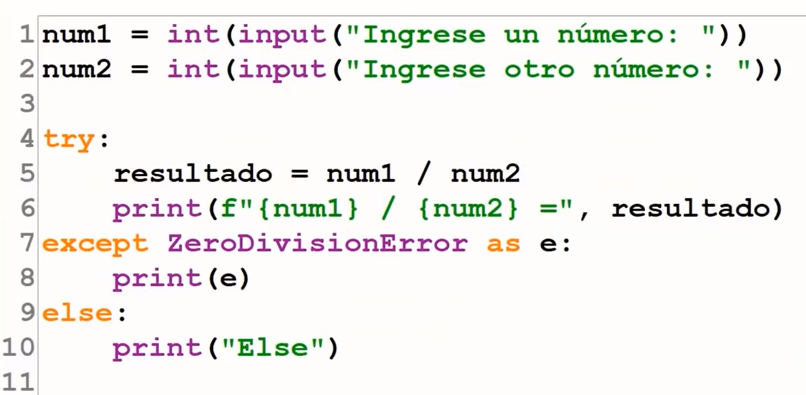 1 num1 = int(input("Ingrese un número: "))
2 num2 = int(input("Ingrese otro número: "))
3
4 try:
5     resultado = num1 / num2
6     print(f"{num1} / {num2} =", resultado)
7 except ZeroDivisionError as e:
8     print(e)
9 else:
10     print("Else")
11